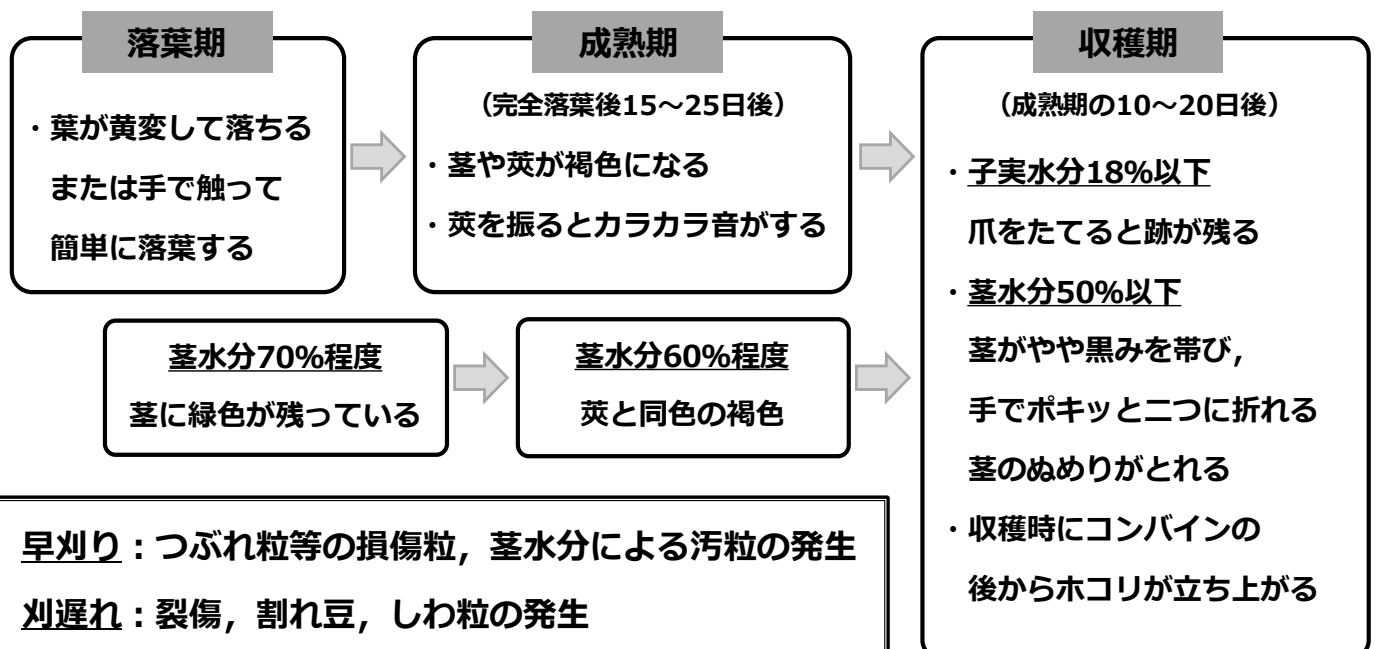 落葉期
・葉が黄変して落ちる
または手で触って
簡単に落葉する
成熟期
（完全落葉後15～25日後）
・茎や莢が褐色になる
・莢を振るとカラカラ音がする
収穫期
（成熟期の10～20日後）
・子実水分18%以下
爪をたてると跡が残る
・茎水分50%以下
茎がやや黒みを帯び，
手でポキッと二つに折れる
茎のぬめりがとれる
・収穫時にコンバインの
後からホコリが立ち上がる
茎水分70%程度
茎に緑色が残っている
茎水分60%程度
莢と同色の褐色
早刈り：つぶれ粒等の損傷粒，茎水分による汚粒の発生
刈遅れ：裂傷，割れ豆，しわ粒の発生